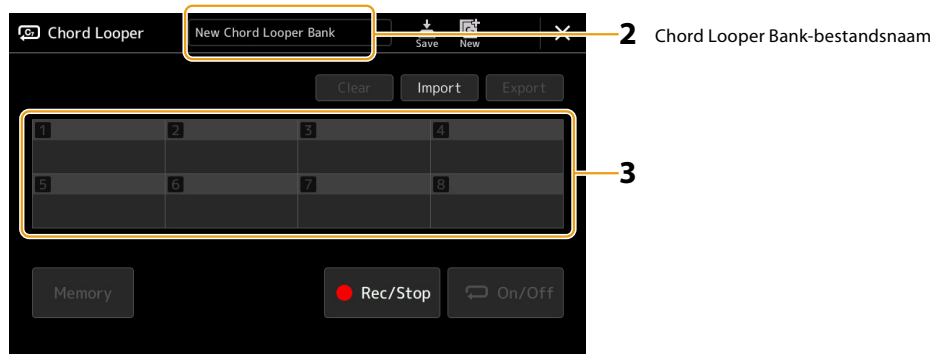 Chord Looper New Chord Looper Bank Save New
2 Chord Looper Bank-bestandsnaam
Clear Import Export
1 2 3 4
3
5 6 7 8
Memory Rec/Stop On/Off